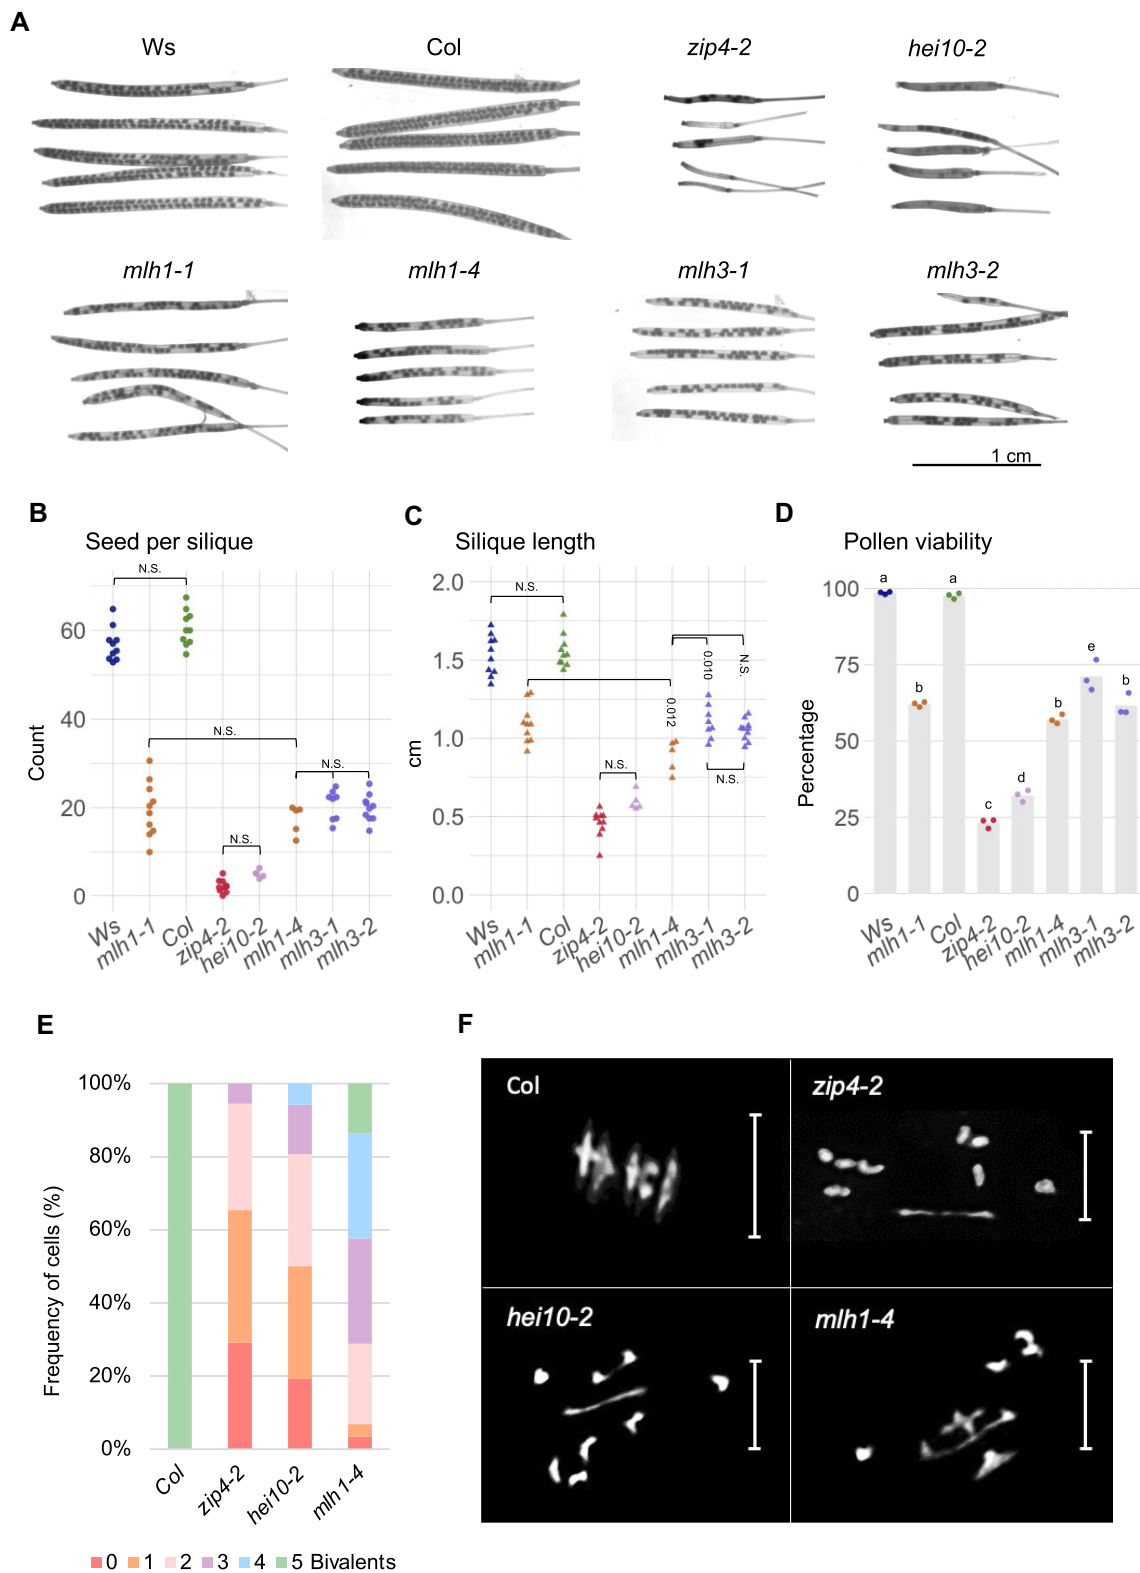 A
Ws Col zip4-2 hei10-2
mlh1-1 mlh1-4 mlh3-1 mlh3-2
1 cm
B
Seed per silique
N.S.
N.S.
N.S.
N.S.
60
40
20
0
Count
Ws mlh1-1 Col zip4-2 hei10-2 mlh1-4 mlh3-1 mlh3-2
C
Silique length
N.S.
0.010
N.S.
0.012
N.S.
N.S.
2.0
1.5
1.0
0.5
0.0
cm
Ws mlh1-1 Col zip4-2 hei10-2 mlh1-4 mlh3-1 mlh3-2
D
Pollen viability
a b a c d b e b
100
75
50
25
0
Percentage
Ws mlh1-1 Col zip4-2 hei10-2 mlh1-4 mlh3-1 mlh3-2
E
100%
80%
60%
40%
20%
0%
Frequency of cells (%)
Col zip4-2 hei10-2 mlh1-4
0 1 2 3 4 5 Bivalents
F
Col zip4-2
hei10-2 mlh1-4